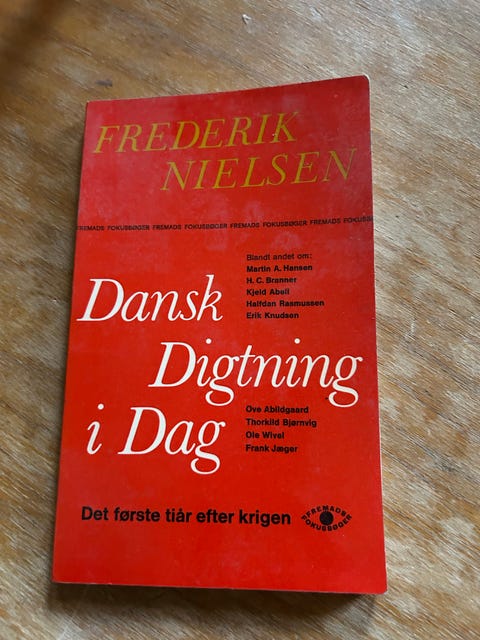 FREDERIK
NIELSEN
FREMADS FOKUSBØGER FREMADS FOKUSBØGER FREMADS FOKUSBØGER FREMADS FOKUSB
Blandt andet om:
Martin A. Hansen
H. C. Branner
Kjeld Abell
Halfdan Rasmussen
Erik Knudsen
Dansk
Digtning
i Dag
Ove Abildgaard
Thorkild Bjørnvig
Ole Wivel
Frank Jæger
Det første tiår efter krigen
FREMADS
FOKUSBØGER